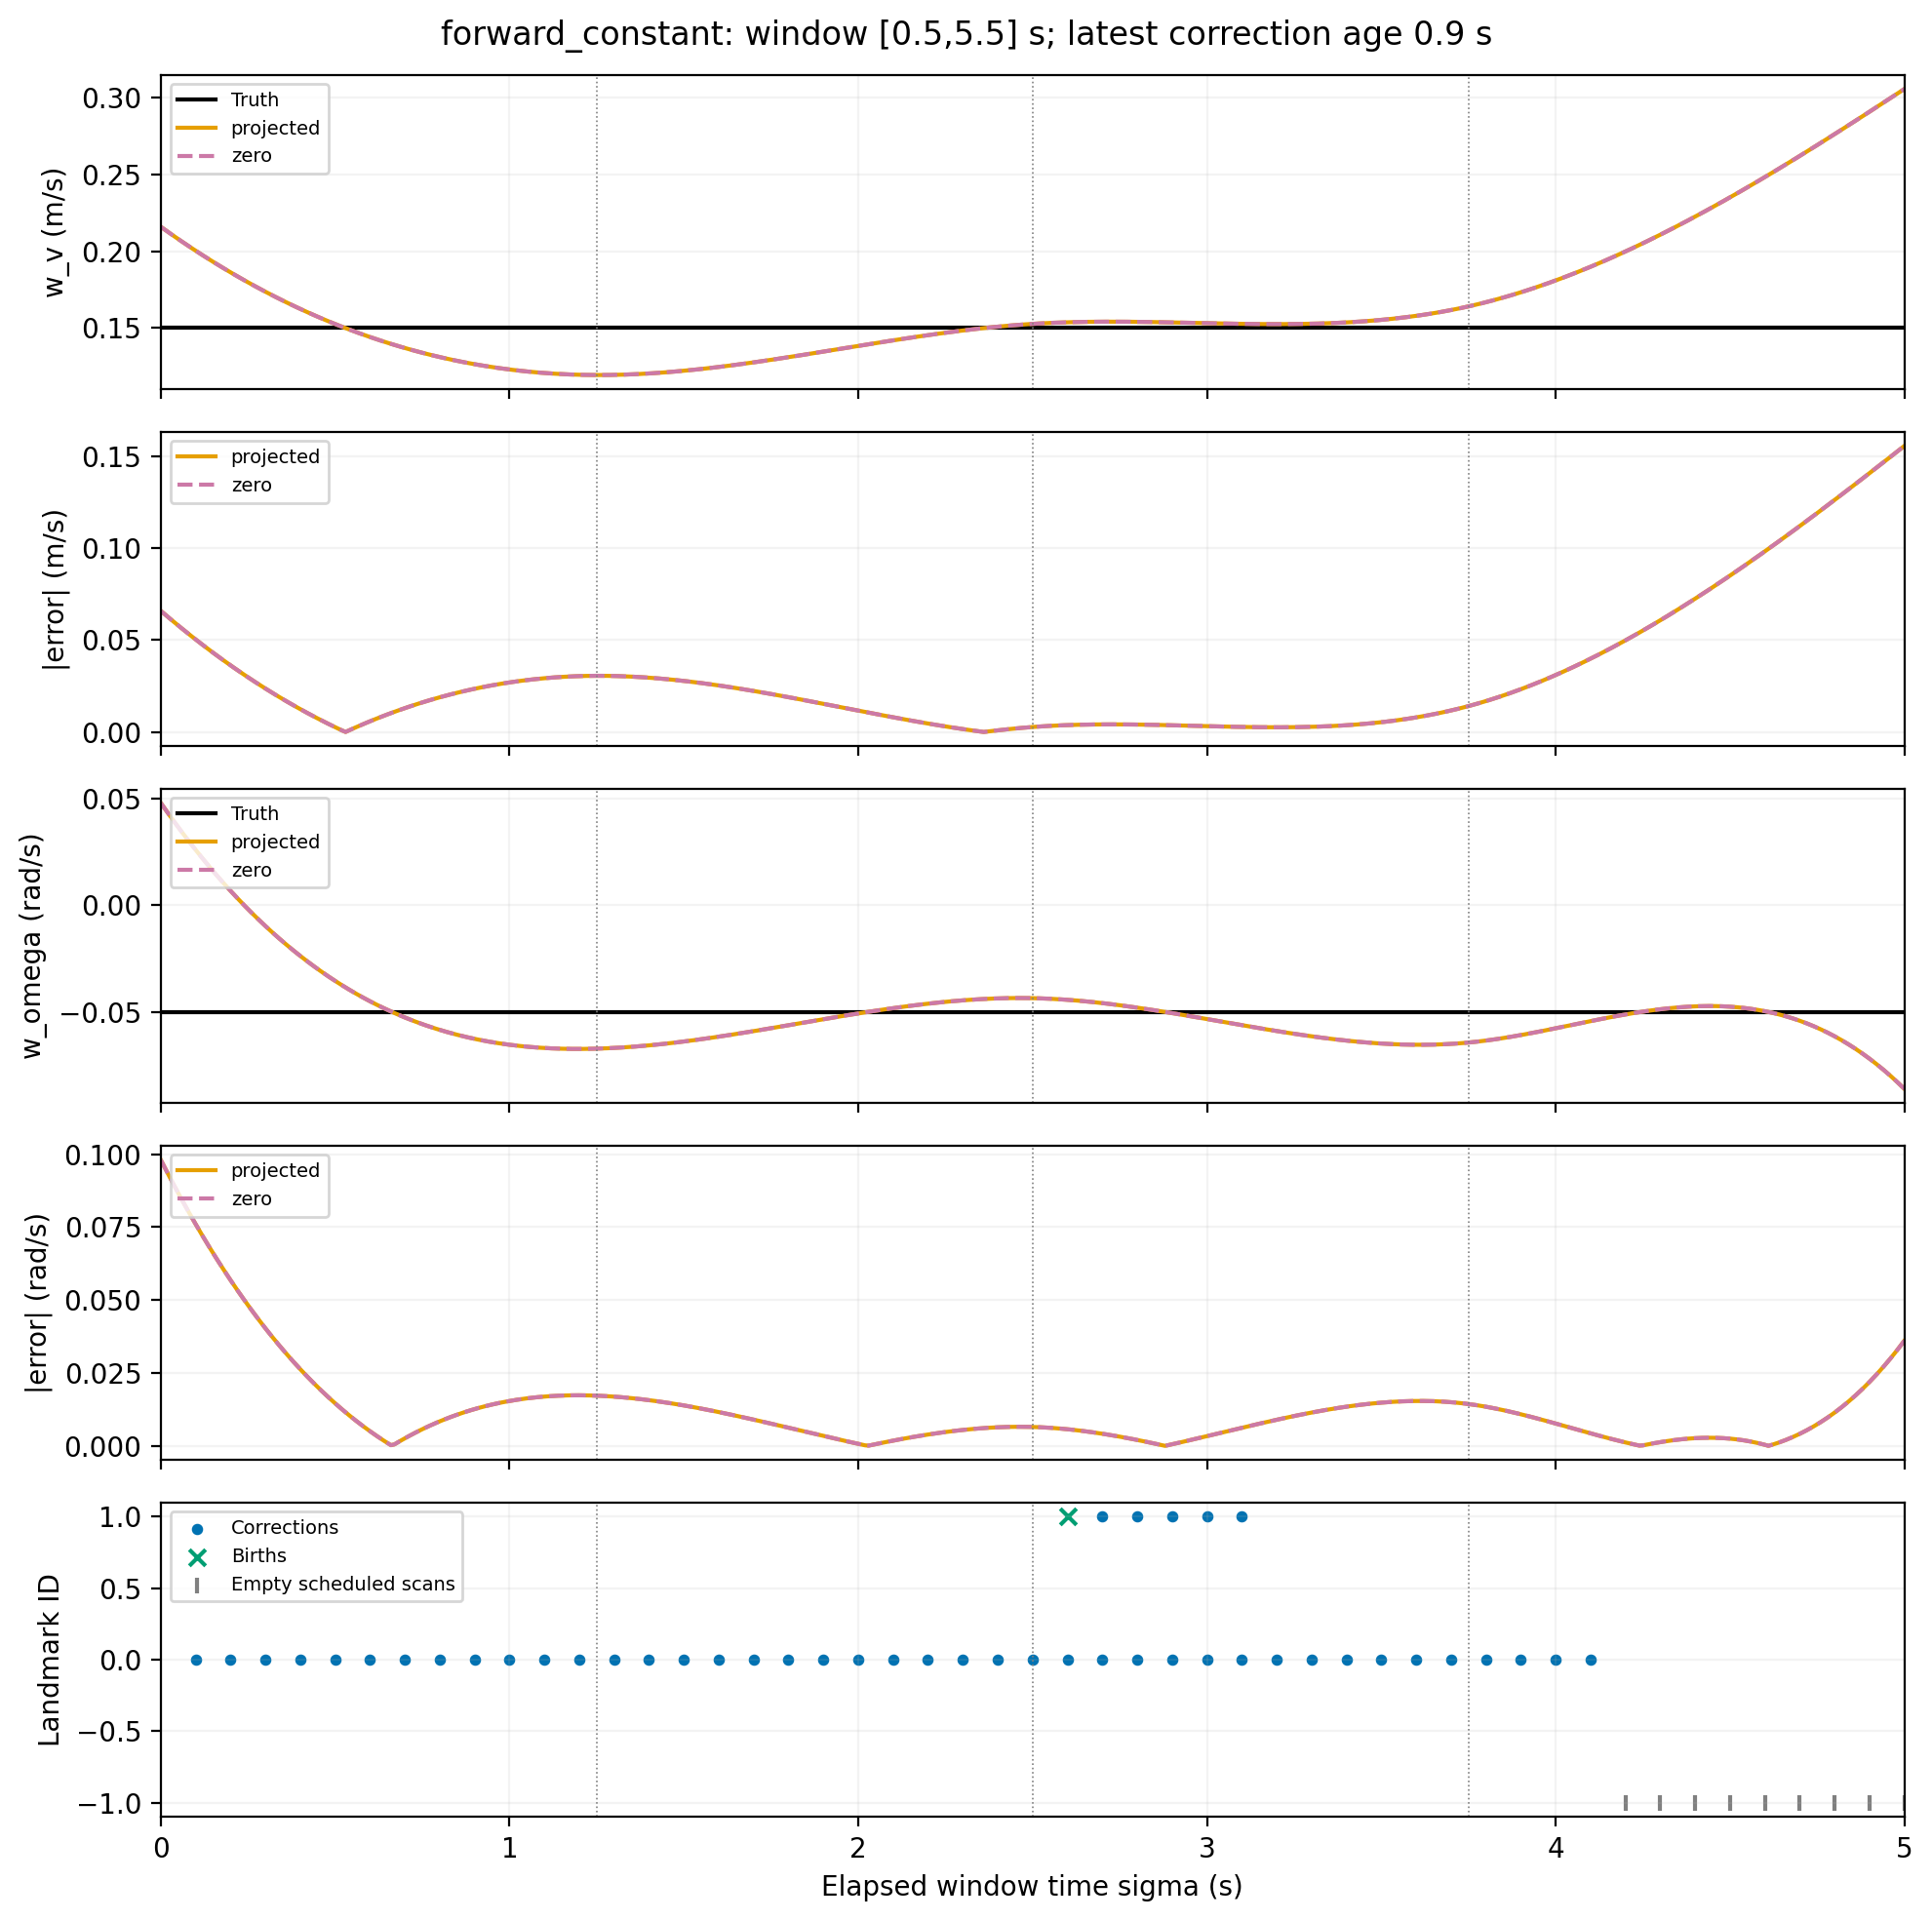 forward_constant: window [0.5,5.5] s; latest correction age 0.9 s
w_v (m/s)
0.30
0.25
0.20
0.15
Truth
projected
zero
|error| (m/s)
0.15
0.10
0.05
0.00
projected
zero
w_omega (rad/s)
0.05
0.00
−0.05
Truth
projected
zero
|error| (rad/s)
0.100
0.075
0.050
0.025
0.000
projected
zero
Landmark ID
1.0
0.5
0.0
−0.5
−1.0
Corrections
Births
Empty scheduled scans
0 1 2 3 4 5
Elapsed window time sigma (s)